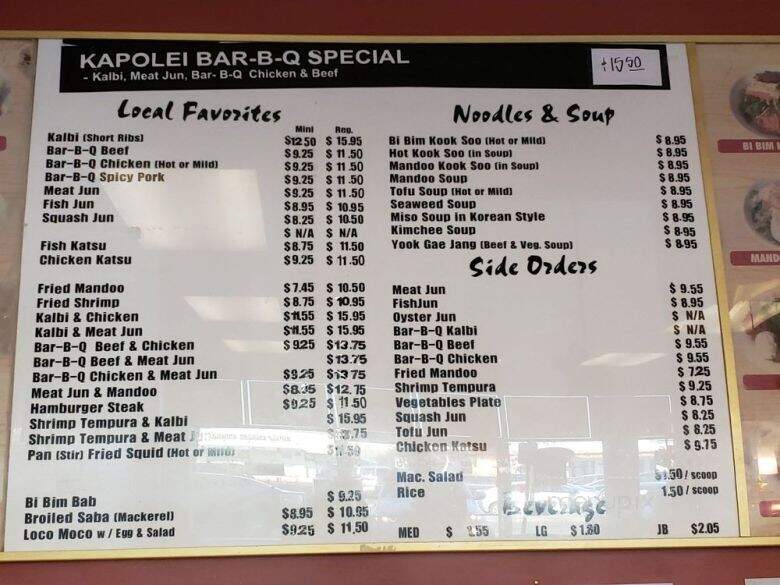 KAPOLEI BAR-B-Q SPECIAL
- Kalbi, Meat Jun, Bar-B-Q Chicken & Beef
15.50
Local Favorites
Mini Reg.
Kalbi (Short Ribs) $12.50 $ 15.95
Bar-B-Q Beef $9.25 $ 11.50
Bar-B-Q Chicken (Hot or Mild) $9.25 $ 11.50
Bar-B-Q Spicy Pork $9.25 $ 11.50
Meat Jun $9.25 $ 11.50
Fish Jun $8.95 $ 10.95
Squash Jun $8.25 $ 10.50
$ N/A $ N/A
Fish Katsu $8.75 $ 11.50
Chicken Katsu $9.25 $ 11.50
Fried Mandoo $7.45 $ 10.50
Fried Shrimp $8.75 $ 10.95
Kalbi & Chicken $11.55 $ 15.95
Kalbi & Meat Jun $11.55 $ 15.95
Bar-B-Q Beef & Chicken $9.25 $13.75
Bar-B-Q Beef & Meat Jun $13.75
Bar-B-Q Chicken & Meat Jun $9.25 $13.75
Meat Jun & Mandoo $8.95 $12.75
Hamburger Steak $9.25 $ 11.50
Shrimp Tempura & Kalbi $ 15.95
Shrimp Tempura & Meat
Pan (Stir) Fried Squid (Hot or Mild)
Bi Bim Bab $ 9.25
Broiled Saba (Mackerel) $8.95 $ 10.95
Loco Moco w / Egg & Salad $9.25 $ 11.50
Noodles & Soup
Bi Bim Kook Soo (Hot or Mild) $ 8.95
Hot Kook Soo (in Soup) $ 8.95
Mandoo Kook Soo (in Soup) $ 8.95
Mandoo Soup $ 8.95
Tofu Soup (Hot or Mild) $ 8.95
Seaweed Soup $ 8.95
Miso Soup in Korean Style $ 8.95
Kimchee Soup $ 8.95
Yook Gae Jang (Beef & Veg. Soup) $ 8.95
Side Orders
Meat Jun $ 9.55
FishJun $ 8.95
Oyster Jun $ N/A
Bar-B-Q Kalbi $ N/A
Bar-B-Q Beef $ 9.55
Bar-B-Q Chicken $ 9.55
Fried Mandoo $ 7.25
Shrimp Tempura $ 9.25
Vegetables Plate $ 8.75
Squash Jun $ 8.25
Tofu Jun $ 8.25
Chicken Katsu $ 9.75
Mac. Salad $1.50 / scoop
Rice 1.50 / scoop
Beverage
MED $ 1.55 LG $1.80 JB $2.05
BI BIM
MAND